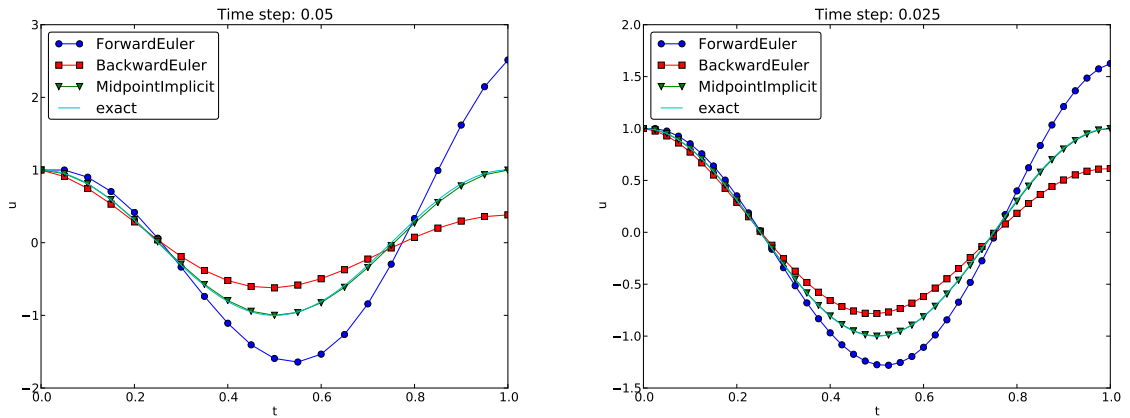 Time step: 0.05
3
2
1
0
−1
−2
u
ForwardEuler
BackwardEuler
MidpointImplicit
exact
0.0 0.2 0.4 0.6 0.8 1.0
t
Time step: 0.025
2.0
1.5
1.0
0.5
0.0
−0.5
−1.0
−1.5
u
ForwardEuler
BackwardEuler
MidpointImplicit
exact
0.0 0.2 0.4 0.6 0.8 1.0
t